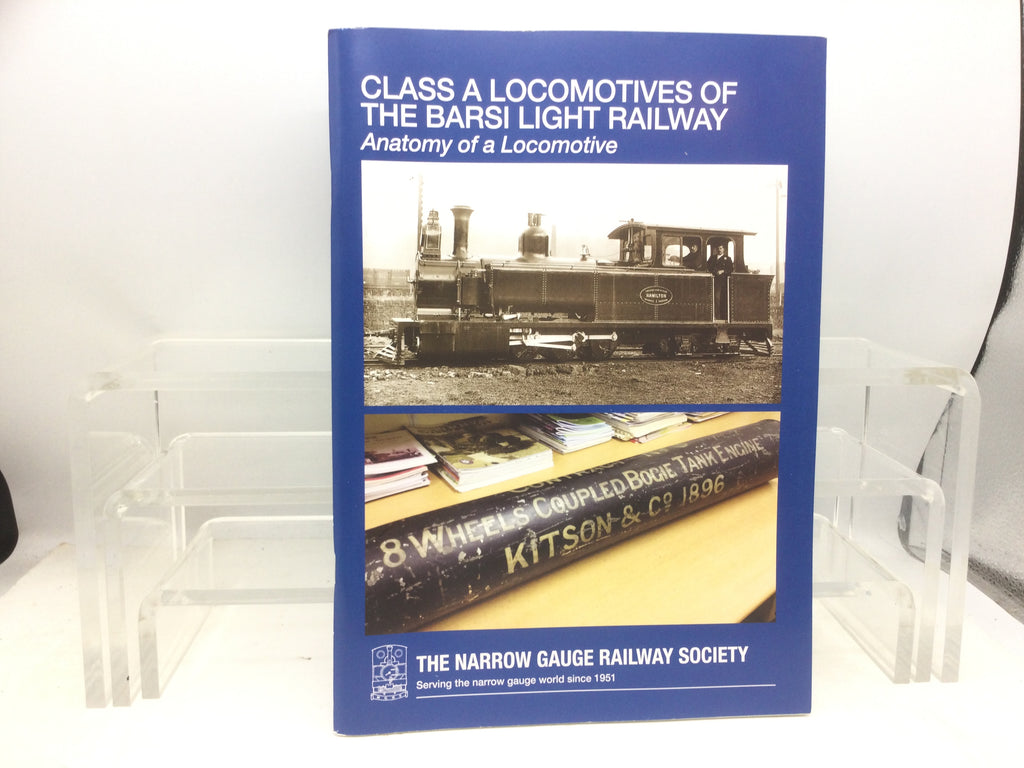 CLASS A LOCOMOTIVES OF
THE BARSI LIGHT RAILWAY
Anatomy of a Locomotive
HAMILTON
8 WHEELS COUPLED BOGIE TANK ENGINE
KITSON & Co 1896
THE NARROW GAUGE RAILWAY SOCIETY
Serving the narrow gauge world since 1951